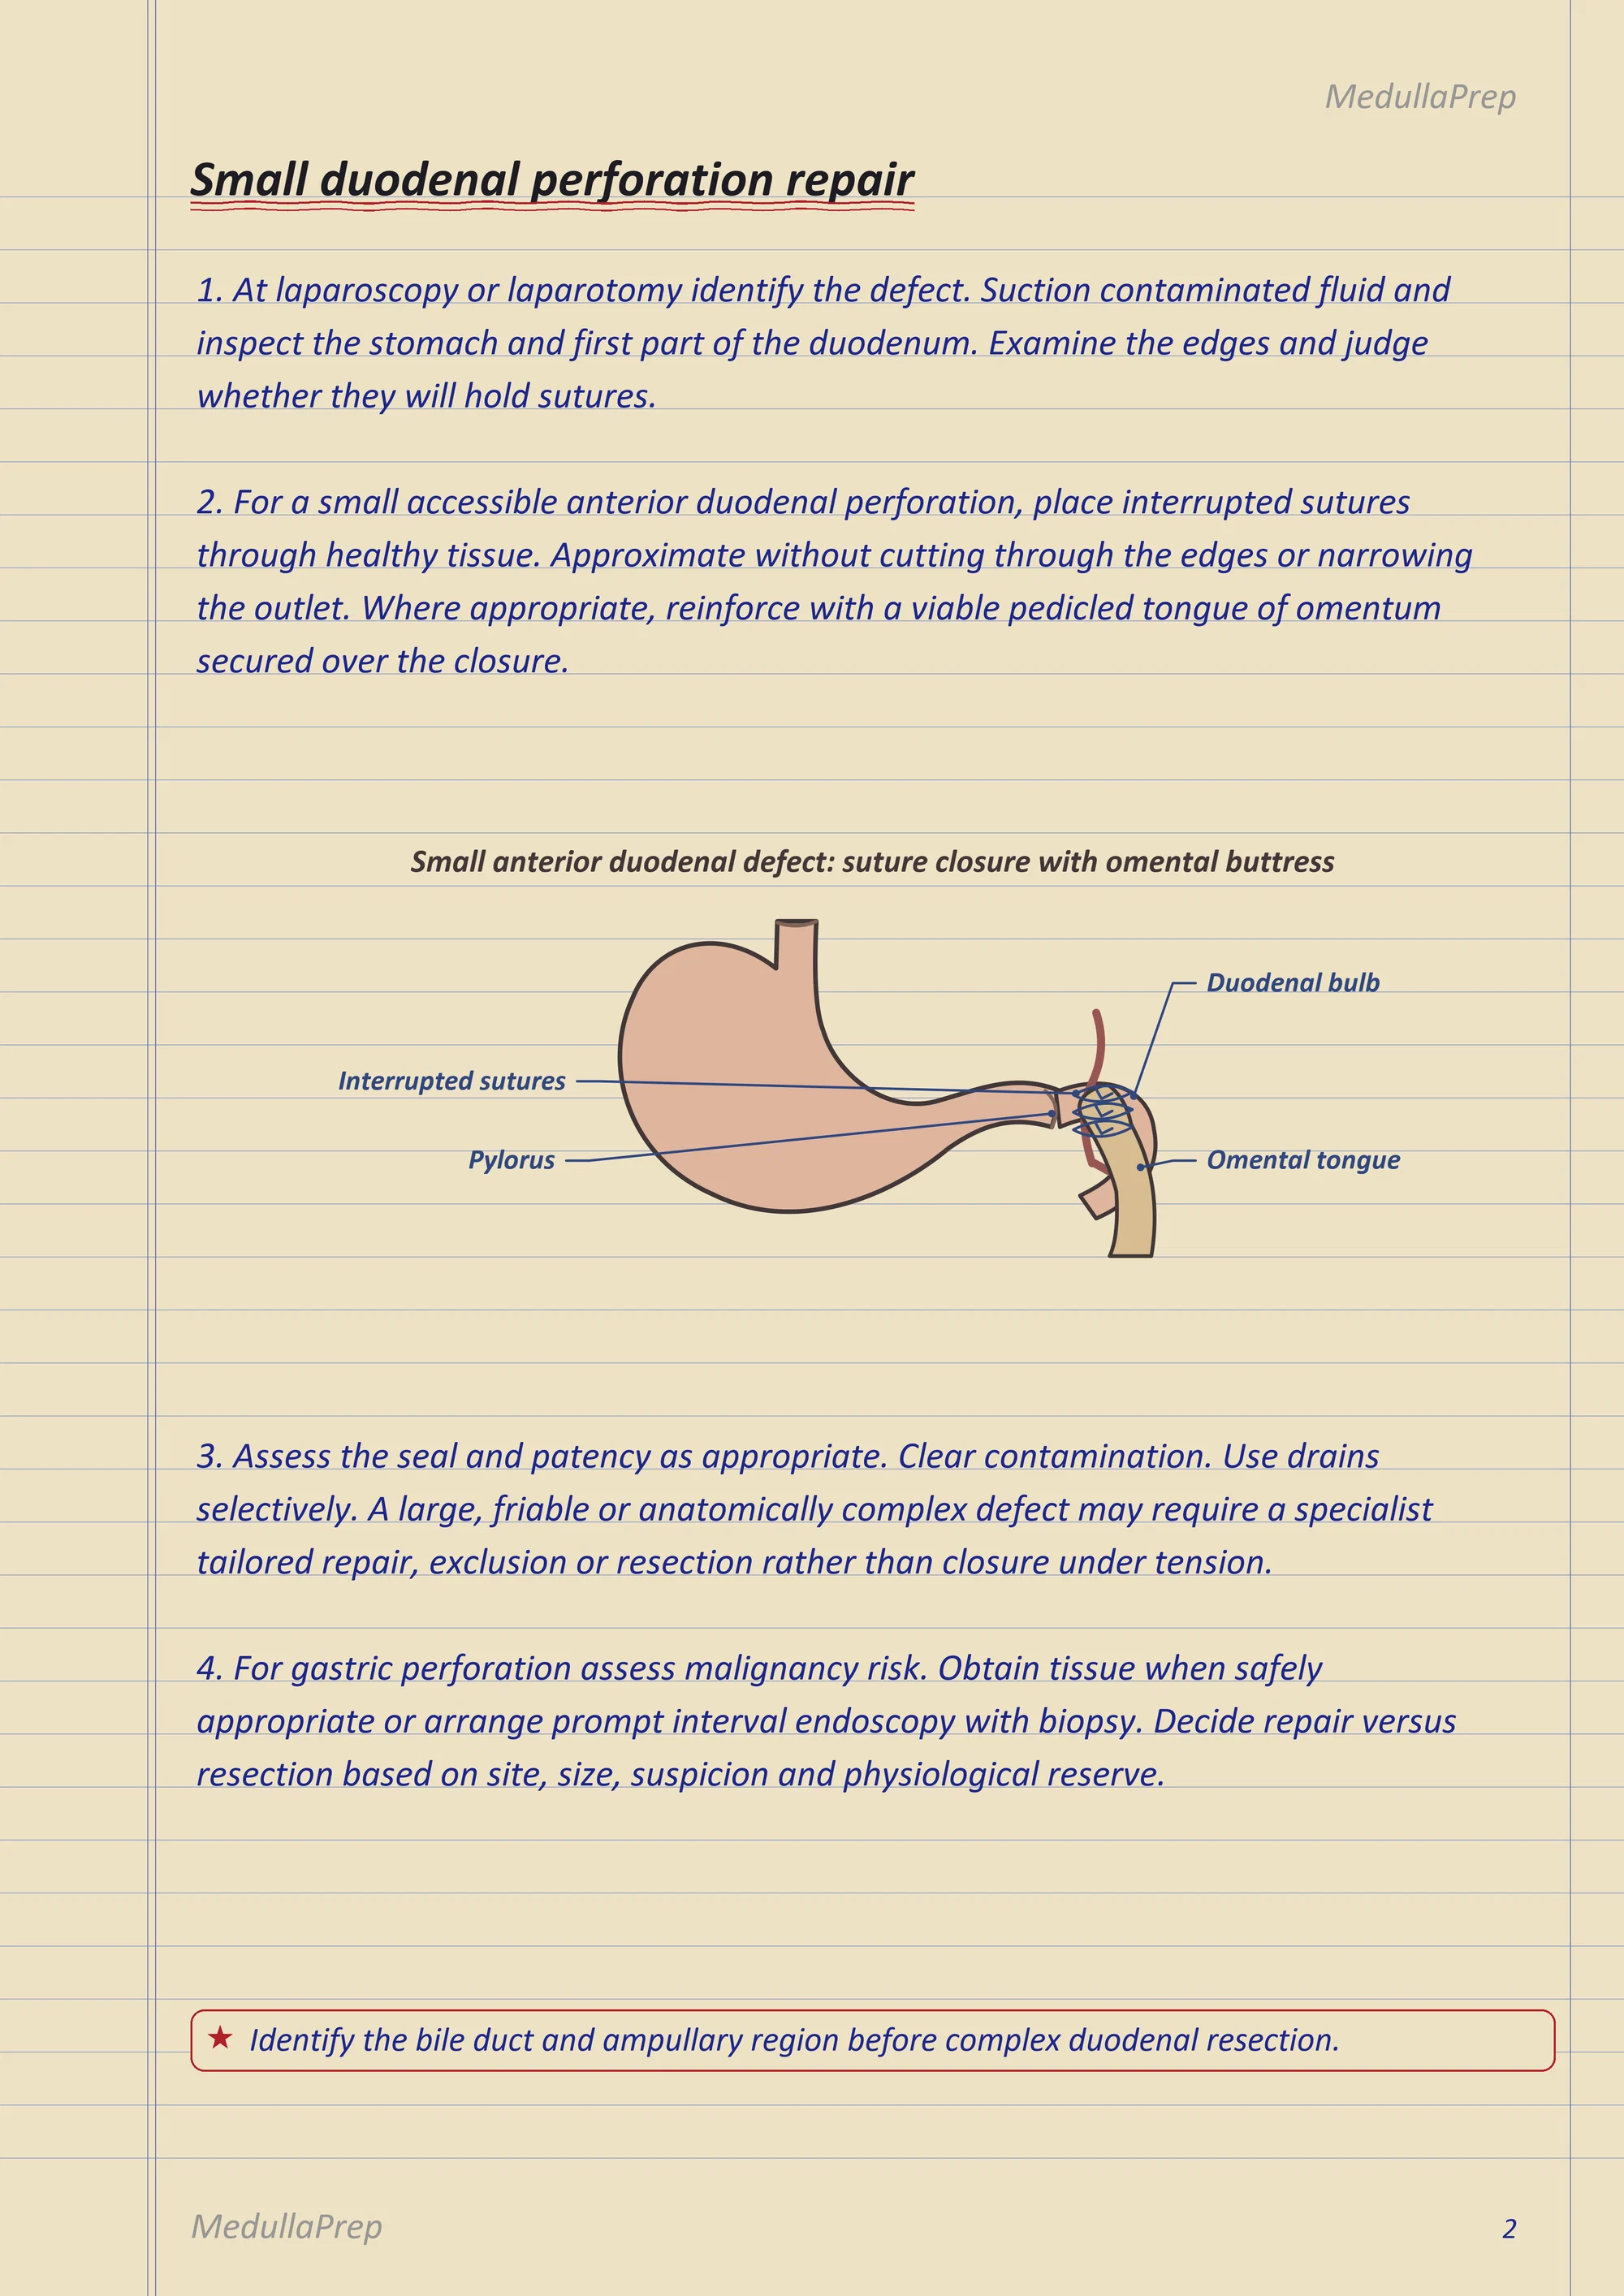 MedullaPrep
Small duodenal perforation repair
1. At laparoscopy or laparotomy identify the defect. Suction contaminated fluid and
inspect the stomach and first part of the duodenum. Examine the edges and judge
whether they will hold sutures.
2. For a small accessible anterior duodenal perforation, place interrupted sutures
through healthy tissue. Approximate without cutting through the edges or narrowing
the outlet. Where appropriate, reinforce with a viable pedicled tongue of omentum
secured over the closure.
Small anterior duodenal defect: suture closure with omental buttress
Duodenal bulb
Interrupted sutures
Pylorus
Omental tongue
3. Assess the seal and patency as appropriate. Clear contamination. Use drains
selectively. A large, friable or anatomically complex defect may require a specialist
tailored repair, exclusion or resection rather than closure under tension.
4. For gastric perforation assess malignancy risk. Obtain tissue when safely
appropriate or arrange prompt interval endoscopy with biopsy. Decide repair versus
resection based on site, size, suspicion and physiological reserve.
★ Identify the bile duct and ampullary region before complex duodenal resection.
MedullaPrep
2